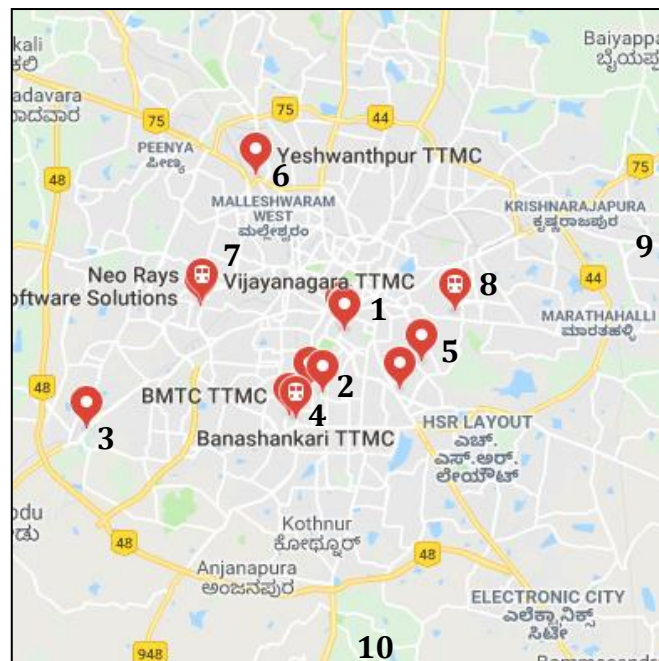 kali
ಕಲಿ
Baiyappa
ಬೈಯಪ್ಪ
adavara
ಾದವಾರ
75
44
75
PEENYA
ಪೀಣ್ಯ
Yeshwanthpur TTMC
6
48
75
MALLESHWARAM
WEST
ಮಲ್ಲೇಶ್ವರಂ
KRISHNARAJAPURA
ಕೃಷ್ಣರಾಜಪುರ
9
7
Neo Rays
oftware Solutions
Vijayanagara TTMC
8
44
1
MARATHAHALLI
ಮಾರತಹಳ್ಳಿ
5
48
BMTC TTMC
2
4
3
Banashankari TTMC
HSR LAYOUT
ಎಚ್.
ಎಸ್.ಆರ್.
ಲೇಯೌಟ್
odu
ಡು
Kothnur
ಕೋಥ್ನೂರ್
48
48
Anjanapura
ಅಂಜನಪುರ
ELECTRONIC CITY
ಎಲೆಕ್ಟ್ರಾನಿಕ್ಸ್
ಸಿಟೀ
948
10